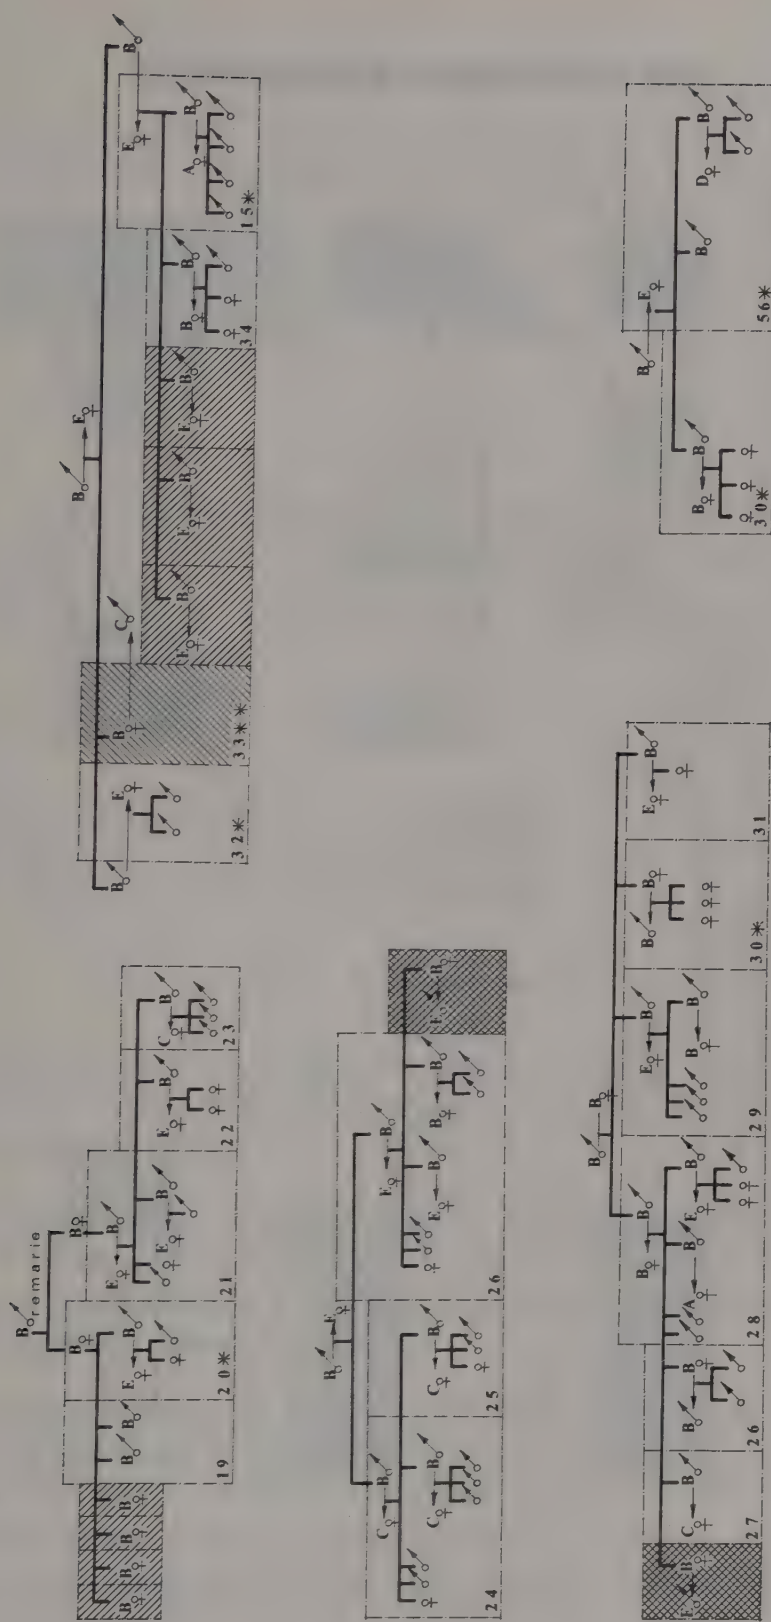 B
remarie
B B
E B
B B B B B B E B E B E B C B
19 20* 21 22 23
B E
B E B C E B
E B E B E B B B A B
32* 33** 34 15*
B E
C B E B
C B C B E B B B E B
24 25 26
B B
B B E B B B E B
E B C B B B A B E B B B
27 26 28 29 30* 31
B E
B B B D B
30* 56*